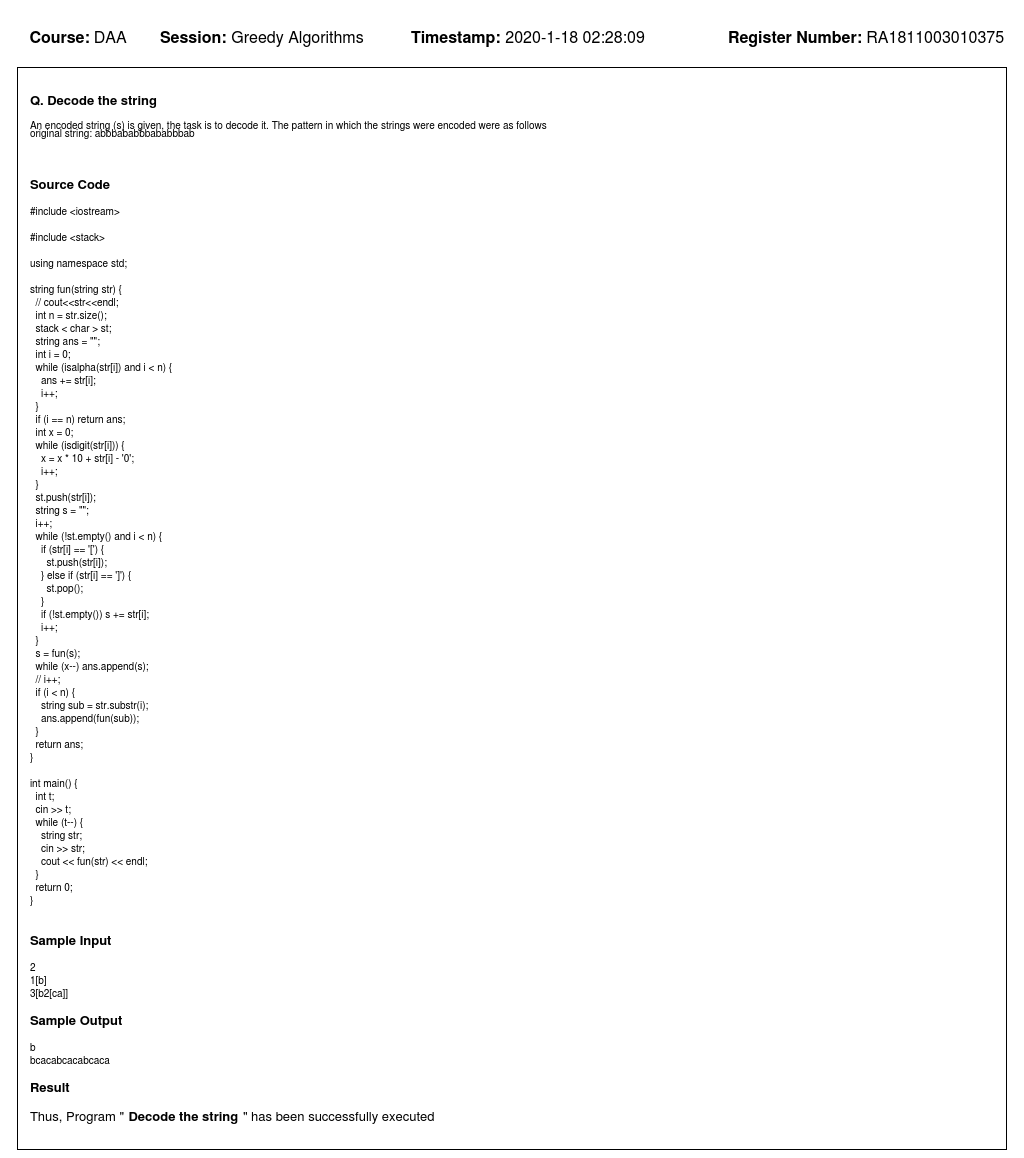 Course: DAA Session: Greedy Algorithms Timestamp: 2020-1-18 02:28:09 Register Number: RA1811003010375
Q. Decode the string
An encoded string (s) is given, the task is to decode it. The pattern in which the strings were encoded were as follows
original string: abbbababbbababbbab
Source Code
#include <iostream>
#include <stack>
using namespace std;
string fun(string str) {
  // cout<<str<<endl;
  int n = str.size();
  stack < char > st;
  string ans = "";
  int i = 0;
  while (isalpha(str[i]) and i < n) {
    ans += str[i];
    i++;
  }
  if (i == n) return ans;
  int x = 0;
  while (isdigit(str[i])) {
    x = x * 10 + str[i] - '0';
    i++;
  }
  st.push(str[i]);
  string s = "";
  i++;
  while (!st.empty() and i < n) {
    if (str[i] == '[') {
      st.push(str[i]);
    } else if (str[i] == ']') {
      st.pop();
    }
    if (!st.empty()) s += str[i];
    i++;
  }
  s = fun(s);
  while (x--) ans.append(s);
  // i++;
  if (i < n) {
    string sub = str.substr(i);
    ans.append(fun(sub));
  }
  return ans;
}
int main() {
  int t;
  cin >> t;
  while (t--) {
    string str;
    cin >> str;
    cout << fun(str) << endl;
  }
  return 0;
}
Sample Input
2
1[b]
3[b2[ca]]
Sample Output
b
bcacabcacabcaca
Result
Thus, Program " Decode the string " has been successfully executed